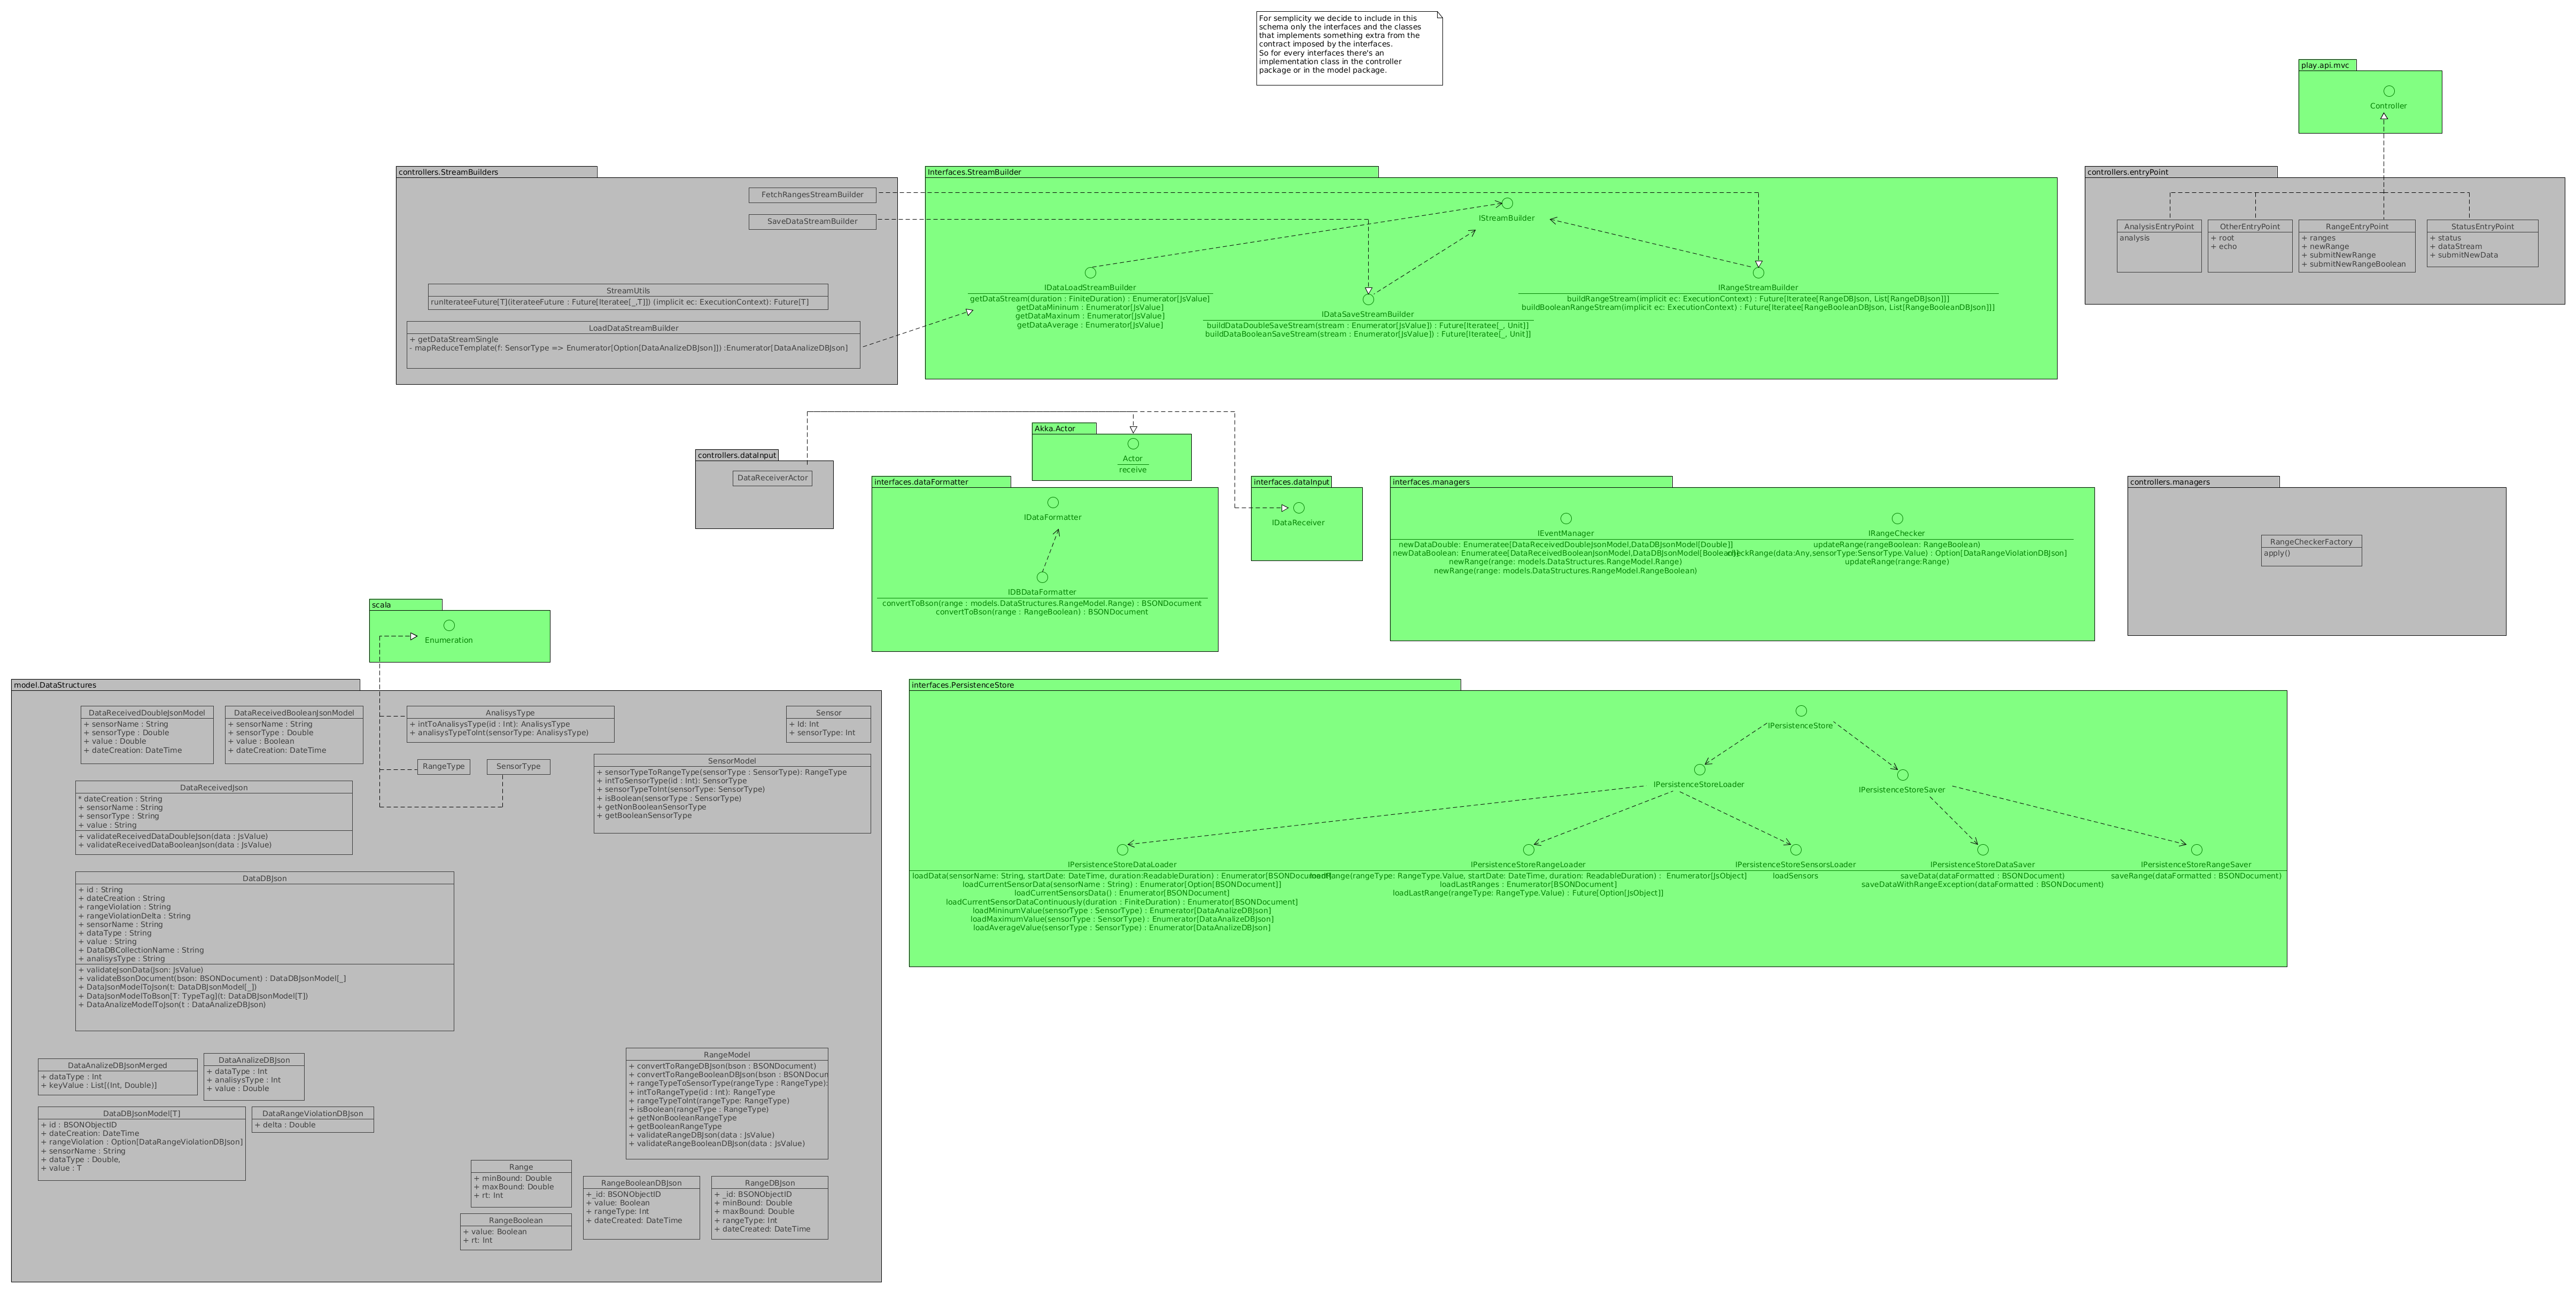 For semplicity we decide to include in this
schema only the interfaces and the classes
that implements something extra from the
contract imposed by the interfaces.
So for every interfaces there's an
implementation class in the controller
package or in the model package.
play.api.mvc
Controller
controllers.StreamBuilders
FetchRangesStreamBuilder
SaveDataStreamBuilder
StreamUtils
runIterateeFuture[T](iterateeFuture : Future[Iteratee[_,T]]) (implicit ec: ExecutionContext): Future[T]
LoadDataStreamBuilder
+ getDataStreamSingle
- mapReduceTemplate(f: SensorType => Enumerator[Option[DataAnalizeDBJson]]) :Enumerator[DataAnalizeDBJson]
Interfaces.StreamBuilder
IStreamBuilder
IDataLoadStreamBuilder
getDataStream(duration : FiniteDuration) : Enumerator[JsValue]
getDataMininum : Enumerator[JsValue]
getDataMaxinum : Enumerator[JsValue]
getDataAverage : Enumerator[JsValue]
IDataSaveStreamBuilder
buildDataDoubleSaveStream(stream : Enumerator[JsValue]) : Future[Iteratee[_, Unit]]
buildDataBooleanSaveStream(stream : Enumerator[JsValue]) : Future[Iteratee[_, Unit]]
IRangeStreamBuilder
buildRangeStream(implicit ec: ExecutionContext) : Future[Iteratee[RangeDBJson, List[RangeDBJson]]]
buildBooleanRangeStream(implicit ec: ExecutionContext) : Future[Iteratee[RangeBooleanDBJson, List[RangeBooleanDBJson]]]
controllers.entryPoint
AnalysisEntryPoint
analysis
OtherEntryPoint
+ root
+ echo
RangeEntryPoint
+ ranges
+ newRange
+ submitNewRange
+ submitNewRangeBoolean
StatusEntryPoint
+ status
+ dataStream
+ submitNewData
controllers.dataInput
DataReceiverActor
Akka.Actor
Actor
receive
interfaces.dataFormatter
IDataFormatter
IDBDataFormatter
convertToBson(range : models.DataStructures.RangeModel.Range) : BSONDocument
convertToBson(range : RangeBoolean) : BSONDocument
interfaces.dataInput
IDataReceiver
interfaces.managers
IEventManager
newDataDouble: Enumeratee[DataReceivedDoubleJsonModel,DataDBJsonModel[Double]]
newDataBoolean: Enumeratee[DataReceivedBooleanJsonModel,DataDBJsonModel[Boolean]]
newRange(range: models.DataStructures.RangeModel.Range)
newRange(range: models.DataStructures.RangeModel.RangeBoolean)
IRangeChecker
updateRange(rangeBoolean: RangeBoolean)
checkRange(data:Any,sensorType:SensorType.Value) : Option[DataRangeViolationDBJson]
updateRange(range:Range)
controllers.managers
RangeCheckerFactory
apply()
scala
Enumeration
model.DataStructures
DataReceivedDoubleJsonModel
+ sensorName : String
+ sensorType : Double
+ value : Double
+ dateCreation: DateTime
DataReceivedBooleanJsonModel
+ sensorName : String
+ sensorType : Double
+ value : Boolean
+ dateCreation: DateTime
AnalisysType
+ intToAnalisysType(id : Int): AnalisysType
+ analisysTypeToInt(sensorType: AnalisysType)
Sensor
+ Id: Int
+ sensorType: Int
RangeType
SensorType
SensorModel
+ sensorTypeToRangeType(sensorType : SensorType): RangeType
+ intToSensorType(id : Int): SensorType
+ sensorTypeToInt(sensorType: SensorType)
+ isBoolean(sensorType : SensorType)
+ getNonBooleanSensorType
+ getBooleanSensorType
DataReceivedJson
* dateCreation : String
+ sensorName : String
+ sensorType : String
+ value : String
+ validateReceivedDataDoubleJson(data : JsValue)
+ validateReceivedDataBooleanJson(data : JsValue)
DataDBJson
+ id : String
+ dateCreation : String
+ rangeViolation : String
+ rangeViolationDelta : String
+ sensorName : String
+ dataType : String
+ value : String
+ DataDBCollectionName : String
+ analisysType : String
+ validateJsonData(Json: JsValue)
+ validateBsonDocument(bson: BSONDocument) : DataDBJsonModel[_]
+ DataJsonModelToJson(t: DataDBJsonModel[_])
+ DataJsonModelToBson[T: TypeTag](t: DataDBJsonModel[T])
+ DataAnalizeModelToJson(t : DataAnalizeDBJson)
DataAnalizeDBJsonMerged
+ dataType : Int
+ keyValue : List[(Int, Double)]
DataAnalizeDBJson
+ dataType : Int
+ analisysType : Int
+ value : Double
DataDBJsonModel[T]
+ id : BSONObjectID
+ dateCreation: DateTime
+ rangeViolation : Option[DataRangeViolationDBJson]
+ sensorName : String
+ dataType : Double,
+ value : T
DataRangeViolationDBJson
+ delta : Double
RangeModel
+ convertToRangeDBJson(bson : BSONDocument)
+ convertToRangeBooleanDBJson(bson : BSONDocun
+ rangeTypeToSensorType(rangeType : RangeType):
+ intToRangeType(id : Int): RangeType
+ rangeTypeToInt(rangeType: RangeType)
+ isBoolean(rangeType : RangeType)
+ getNonBooleanRangeType
+ getBooleanRangeType
+ validateRangeDBJson(data : JsValue)
+ validateRangeBooleanDBJson(data : JsValue)
Range
+ minBound: Double
+ maxBound: Double
+ rt: Int
RangeBoolean
+ value: Boolean
+ rt: Int
RangeBooleanDBJson
+ _id: BSONObjectID
+ value: Boolean
+ rangeType: Int
+ dateCreated: DateTime
RangeDBJson
+ _id: BSONObjectID
+ minBound: Double
+ maxBound: Double
+ rangeType: Int
+ dateCreated: DateTime
interfaces.PersistenceStore
IPersistenceStore
IPersistenceStoreLoader
IPersistenceStoreSaver
IPersistenceStoreDataLoader
loadData(sensorName: String, startDate: DateTime, duration:ReadableDuration) : Enumerator[BSONDocument]
loadCurrentSensorData(sensorName : String) : Enumerator[Option[BSONDocument]]
loadCurrentSensorsData() : Enumerator[BSONDocument]
loadCurrentSensorDataContinuously(duration : FiniteDuration) : Enumerator[BSONDocument]
loadMininumValue(sensorType : SensorType) : Enumerator[DataAnalizeDBJson]
loadMaximumValue(sensorType : SensorType) : Enumerator[DataAnalizeDBJson]
loadAverageValue(sensorType : SensorType) : Enumerator[DataAnalizeDBJson]
IPersistenceStoreRangeLoader
loadRange(rangeType: RangeType.Value, startDate: DateTime, duration: ReadableDuration) : Enumerator[JsObject]
loadLastRanges : Enumerator[BSONDocument]
loadLastRange(rangeType: RangeType.Value) : Future[Option[JsObject]]
IPersistenceStoreSensorsLoader
loadSensors
IPersistenceStoreDataSaver
saveData(dataFormatted : BSONDocument)
saveDataWithRangeException(dataFormatted : BSONDocument)
IPersistenceStoreRangeSaver
saveRange(dataFormatted : BSONDocument)